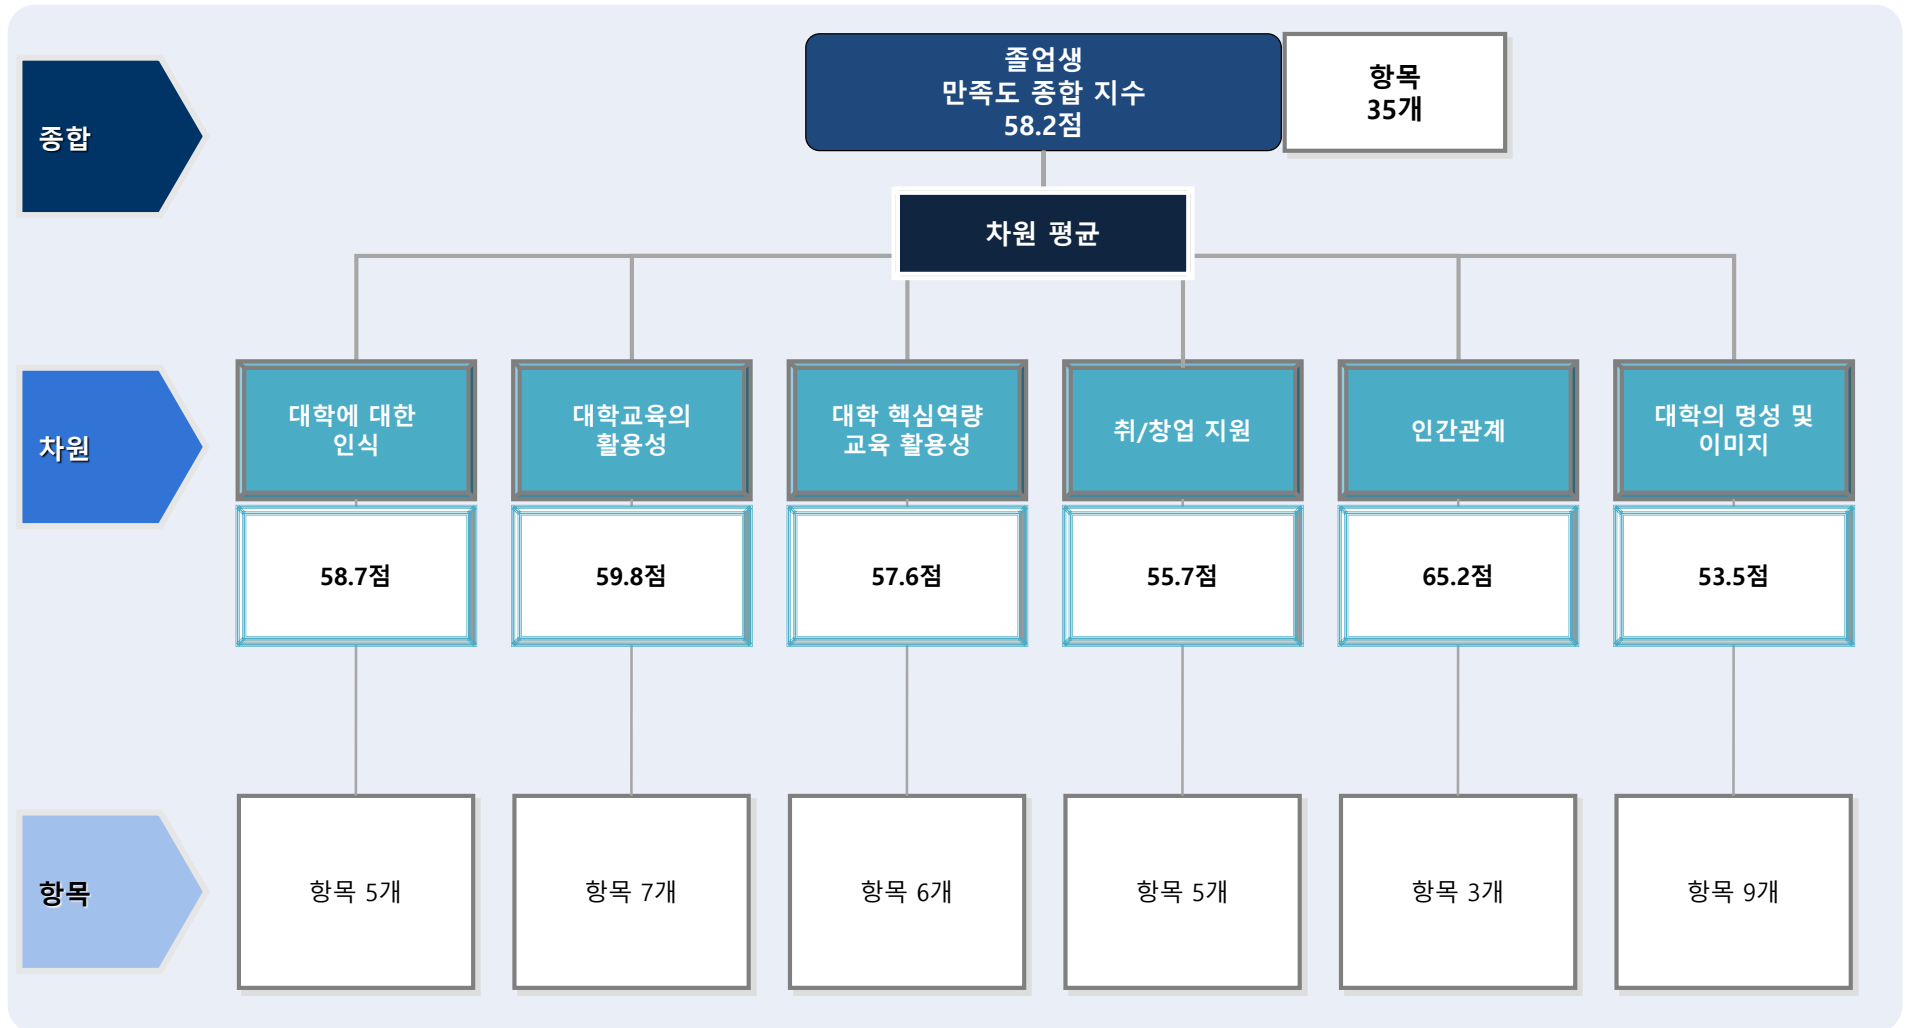 종합
졸업생
만족도 종합 지수
58.2점
항목
35개
차원 평균
차원
대학에 대한
인식
대학교육의
활용성
대학 핵심역량
교육 활용성
취/창업 지원
인간관계
대학의 명성 및
이미지
58.7점
59.8점
57.6점
55.7점
65.2점
53.5점
항목
항목 5개
항목 7개
항목 6개
항목 5개
항목 3개
항목 9개